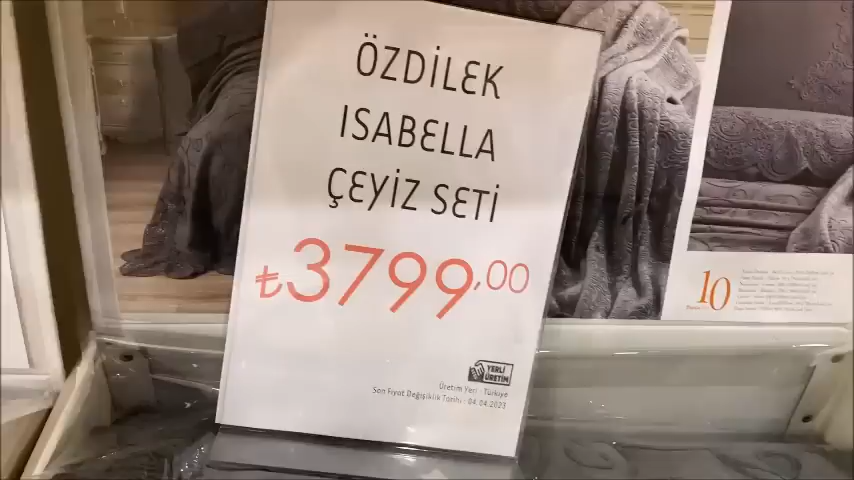 ÖZDİLEK
ISABELLA
ÇEYİZ SETİ
₺3799,00
YERLİ
ÜRETİM
Üretim Yeri : Türkiye
Son Fiyat Değişiklik Tarihi : 04.04.2023
10